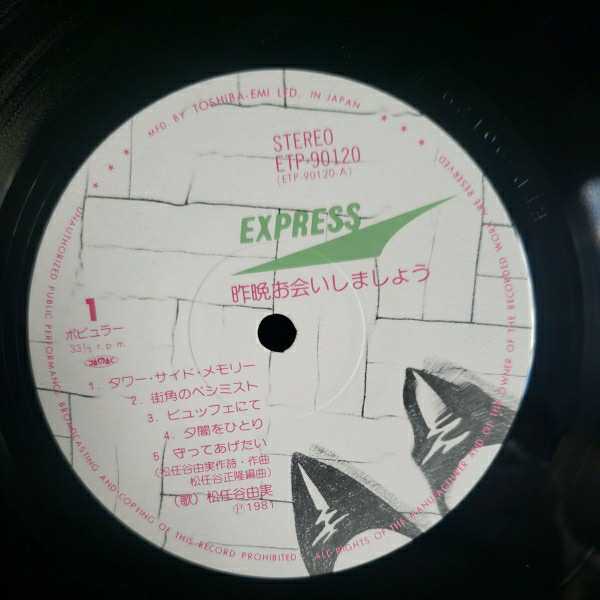 MFD. BY TOSHIBA-EMI LTD. IN JAPAN
STEREO
ETP-90120
(ETP-90120-A)
EXPRESS
昨晩お会いしましょう
1
ポピュラー
33⅓ r.p.m.
JASRAC
1. タワー・サイド・メモリー
2. 街角のペシミスト
3. ビュッフェにて
4. 夕闇をひとり
5. 守ってあげたい
(松任谷由実作詩・作曲
松任谷正隆編曲)
(歌) 松任谷由実
Ⓟ1981
UNAUTHORIZED PUBLIC PERFORMANCE, BROADCASTING AND COPYING OF THIS RECORD PROHIBITED - ALL RIGHTS OF THE MANUFACTURER AND OF THE OWNER OF THE RECORDED WORK ARE RESERVED